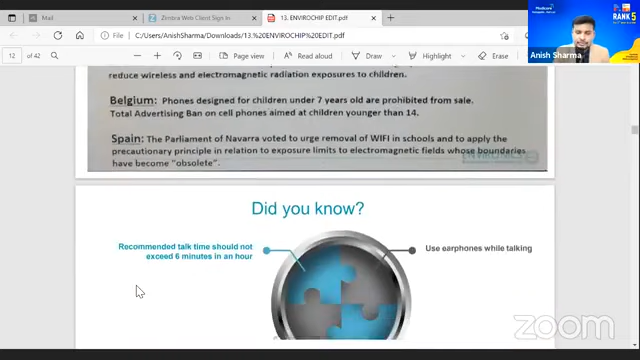 Mail
Zimbra Web Client Sign In
13. ENVIROCHIP EDIT.pdf
File
C:/Users/AnishSharma/Downloads/13.%20ENVIROCHIP%20EDIT.pdf
12 of 42
Page view
Read aloud
Draw
Highlight
Erase
Medicare
RANK 5
Anish Sharma
reduce wireless and electromagnetic radiation exposures to children.
Belgium: Phones designed for children under 7 years old are prohibited from sale.
Total Advertising Ban on cell phones aimed at children younger than 14.
Spain: The Parliament of Navarra voted to urge removal of WIFI in schools and to apply the
precautionary principle in relation to exposure limits to electromagnetic fields whose boundaries
have become "obsolete".
ENVIRONICS
Did you know?
Recommended talk time should not
exceed 6 minutes in an hour
Use earphones while talking
zoom